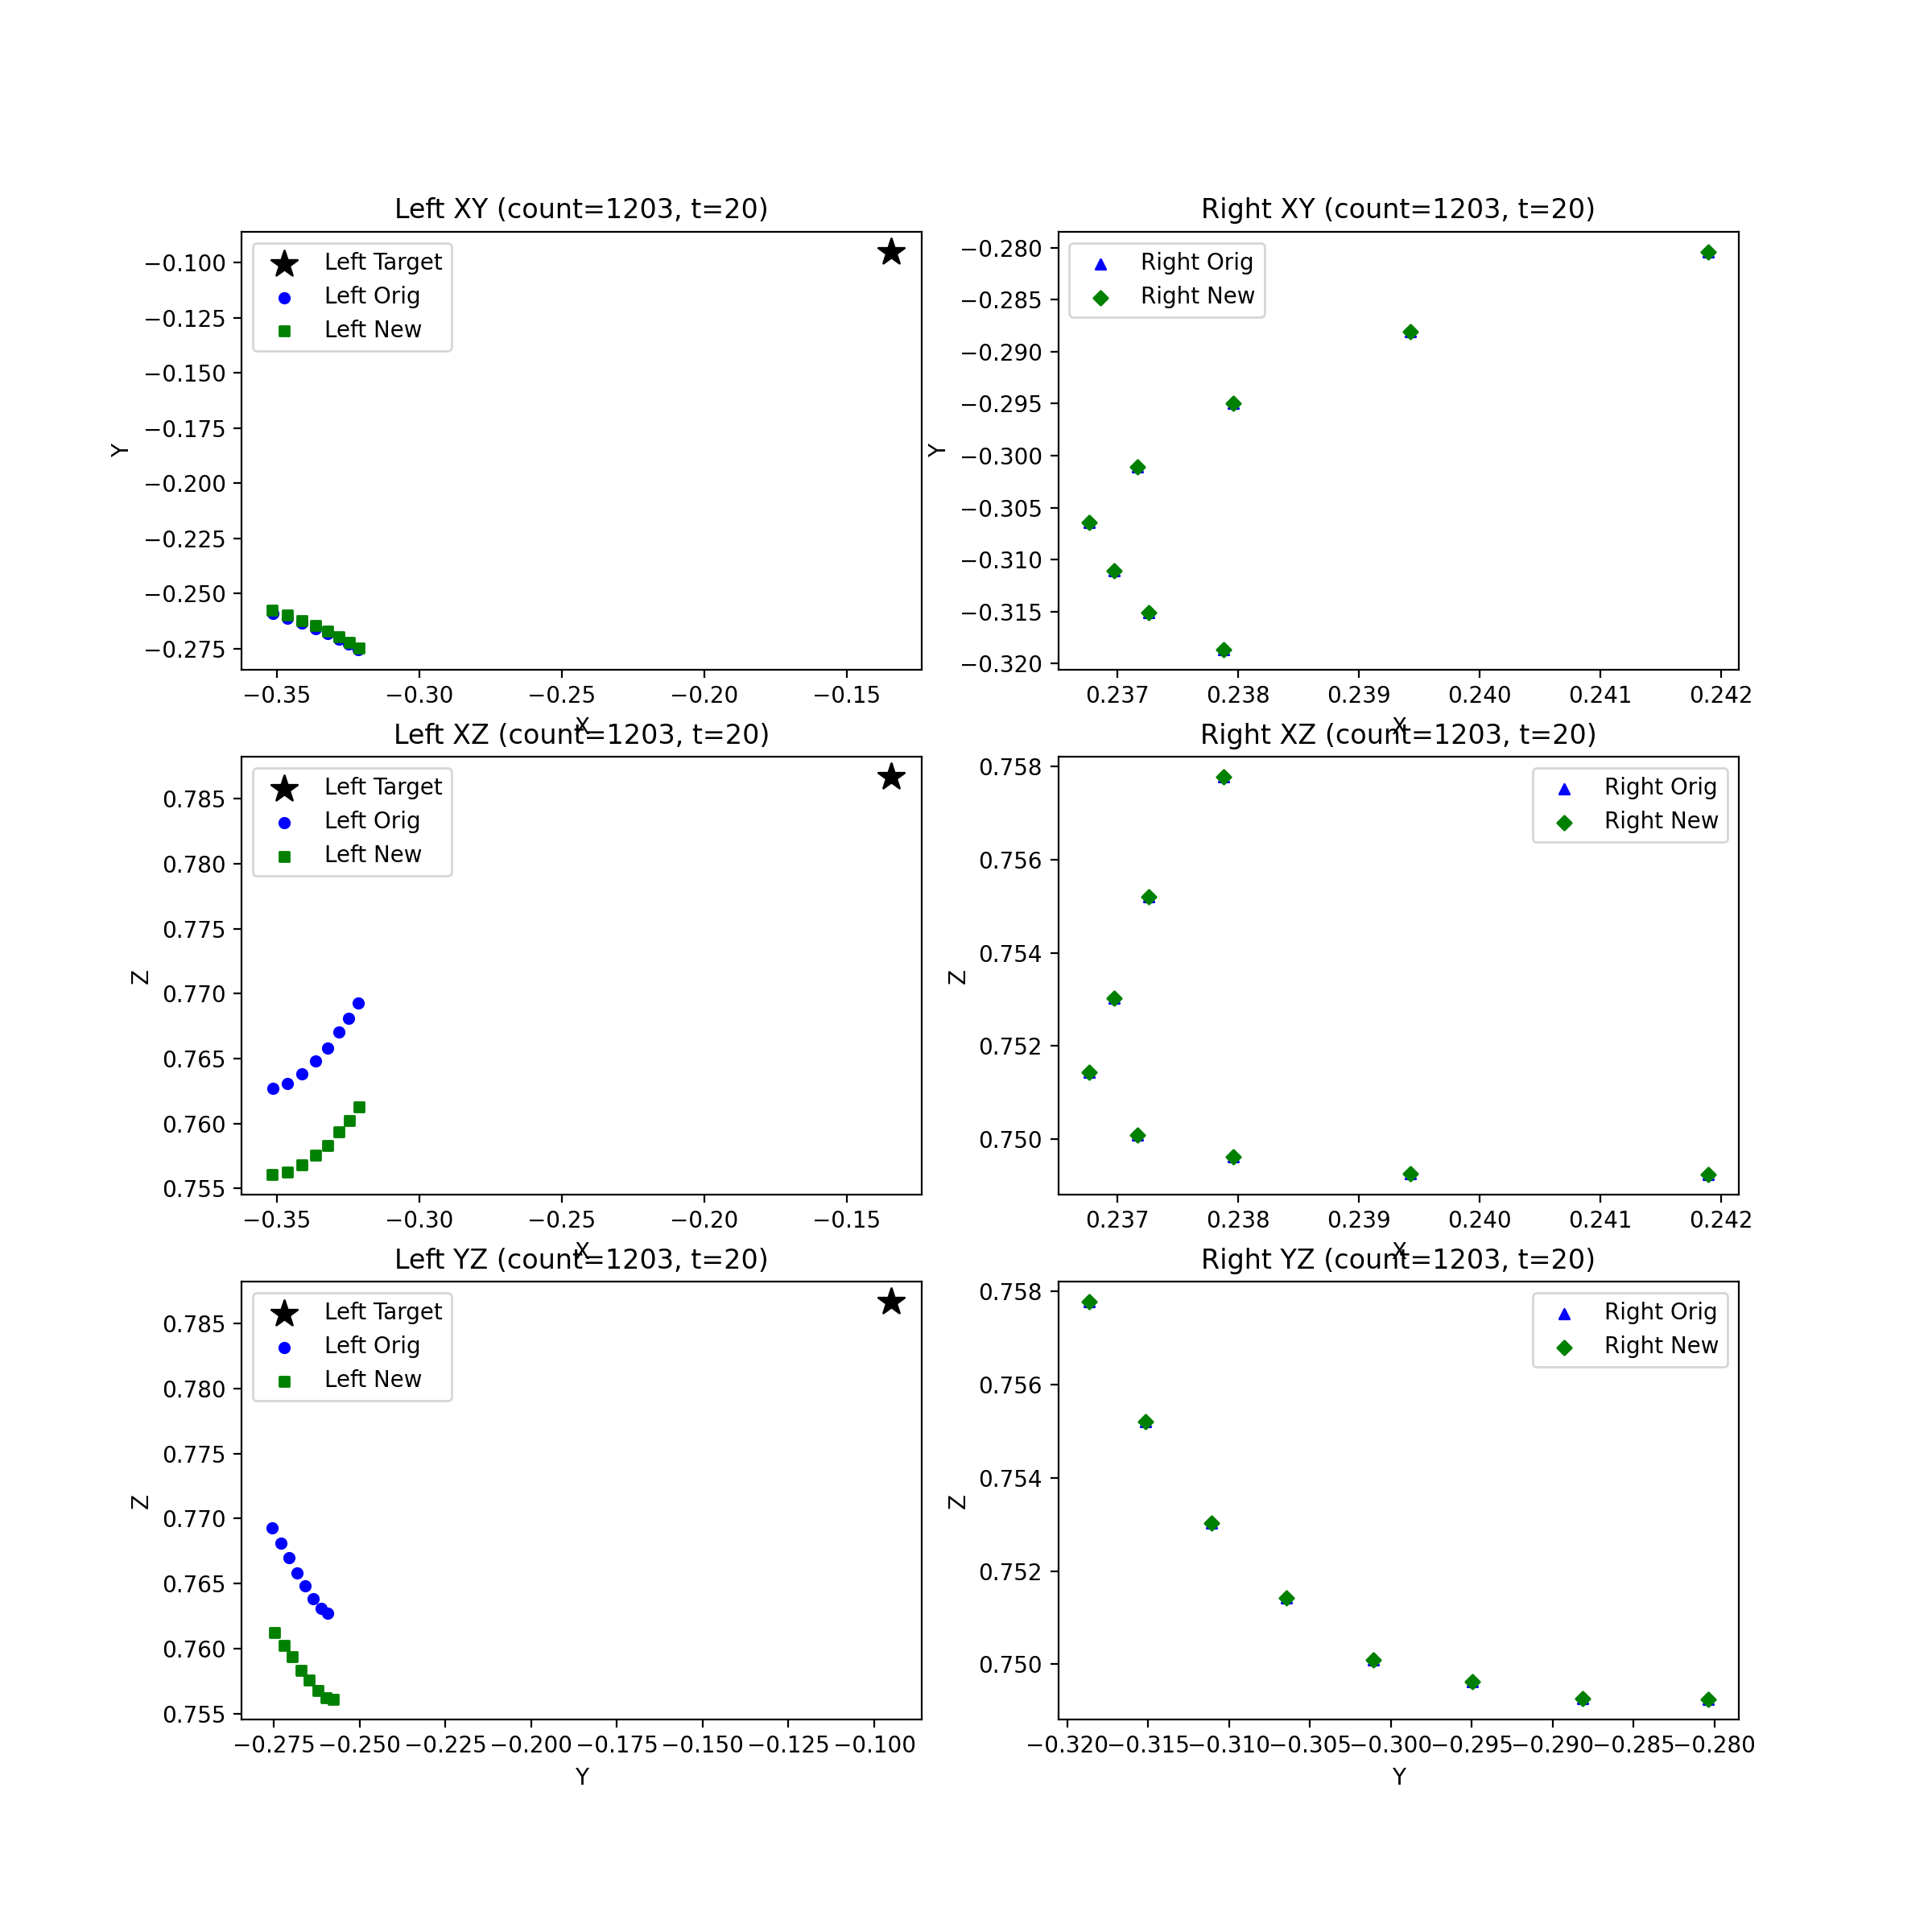 Left XY (count=1203, t=20)
Left Target
Left Orig
Left New
−0.100
−0.125
−0.150
−0.175
−0.200
−0.225
−0.250
−0.275
Y
−0.35 −0.30 −0.25 −0.20 −0.15
X
Right XY (count=1203, t=20)
Right Orig
Right New
−0.280
−0.285
−0.290
−0.295
−0.300
−0.305
−0.310
−0.315
−0.320
Y
0.237 0.238 0.239 0.240 0.241 0.242
X
Left XZ (count=1203, t=20)
Left Target
Left Orig
Left New
0.785
0.780
0.775
0.770
0.765
0.760
0.755
Z
−0.35 −0.30 −0.25 −0.20 −0.15
X
Right XZ (count=1203, t=20)
Right Orig
Right New
0.758
0.756
0.754
0.752
0.750
Z
0.237 0.238 0.239 0.240 0.241 0.242
X
Left YZ (count=1203, t=20)
Left Target
Left Orig
Left New
0.785
0.780
0.775
0.770
0.765
0.760
0.755
Z
−0.275 −0.250 −0.225 −0.200 −0.175 −0.150 −0.125 −0.100
Y
Right YZ (count=1203, t=20)
Right Orig
Right New
0.758
0.756
0.754
0.752
0.750
Z
−0.320 −0.315 −0.310 −0.305 −0.300 −0.295 −0.290 −0.285 −0.280
Y